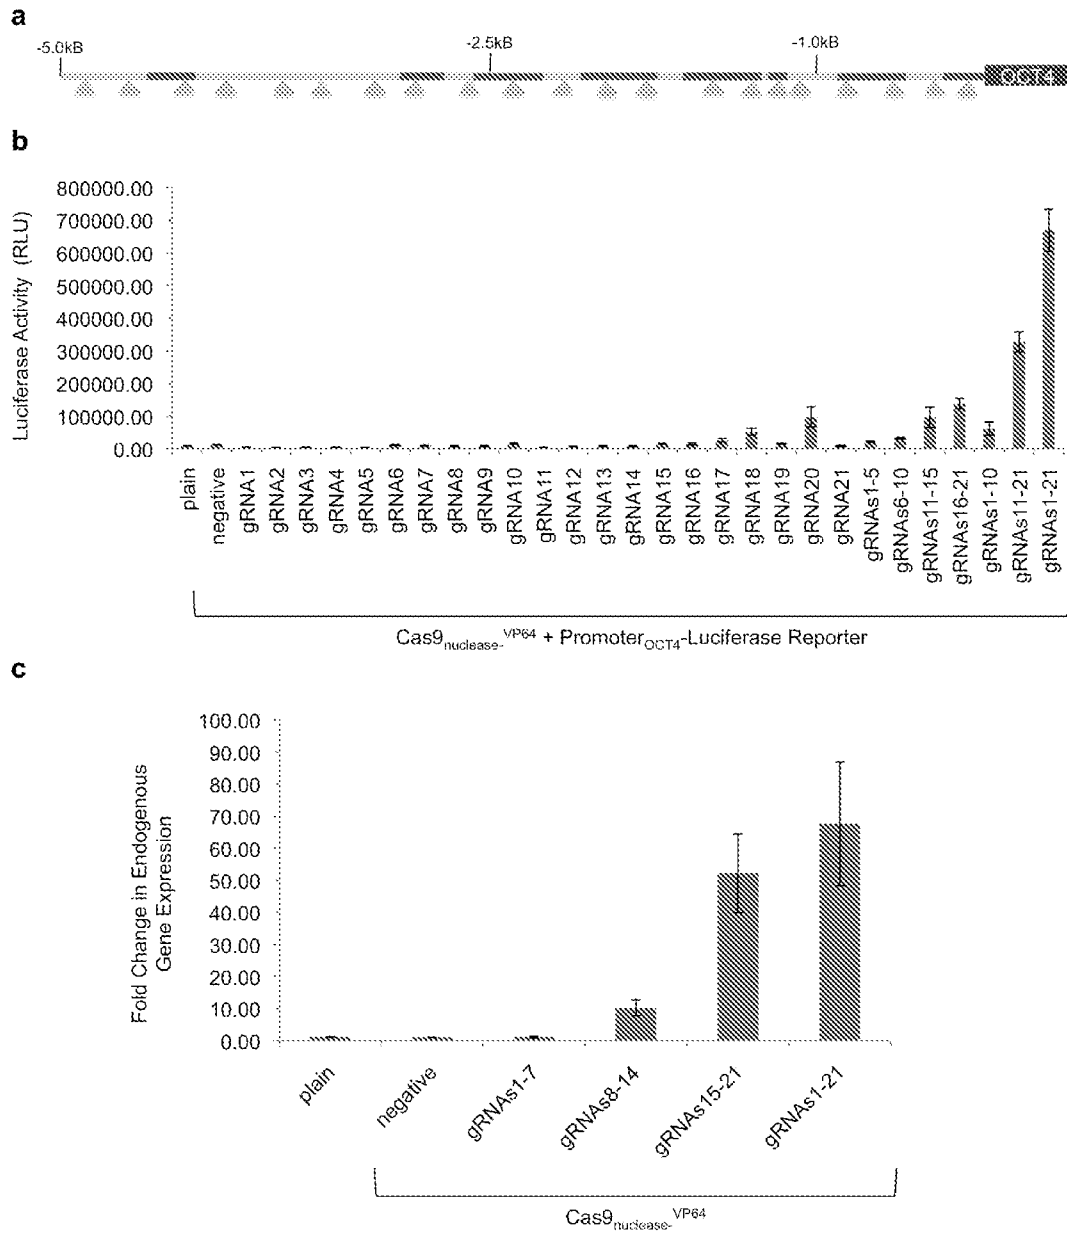 a
-5.0kB
-2.5kB
-1.0kB
OCT4
b
Luciferase Activity (RLU)
800000.00
700000.00
600000.00
500000.00
400000.00
300000.00
200000.00
100000.00
0.00
plain
negative
gRNA1
gRNA2
gRNA3
gRNA4
gRNA5
gRNA6
gRNA7
gRNA8
gRNA9
gRNA10
gRNA11
gRNA12
gRNA13
gRNA14
gRNA15
gRNA16
gRNA17
gRNA18
gRNA19
gRNA20
gRNA21
gRNAs1-5
gRNAs6-10
gRNAs11-15
gRNAs16-21
gRNAs1-10
gRNAs11-21
gRNAs1-21
Cas9nuclease-VP64 + PromoterOCT4-Luciferase Reporter
c
Fold Change in Endogenous
Gene Expression
100.00
90.00
80.00
70.00
60.00
50.00
40.00
30.00
20.00
10.00
0.00
plain
negative
gRNAs1-7
gRNAs8-14
gRNAs15-21
gRNAs1-21
Cas9nuclease-VP64